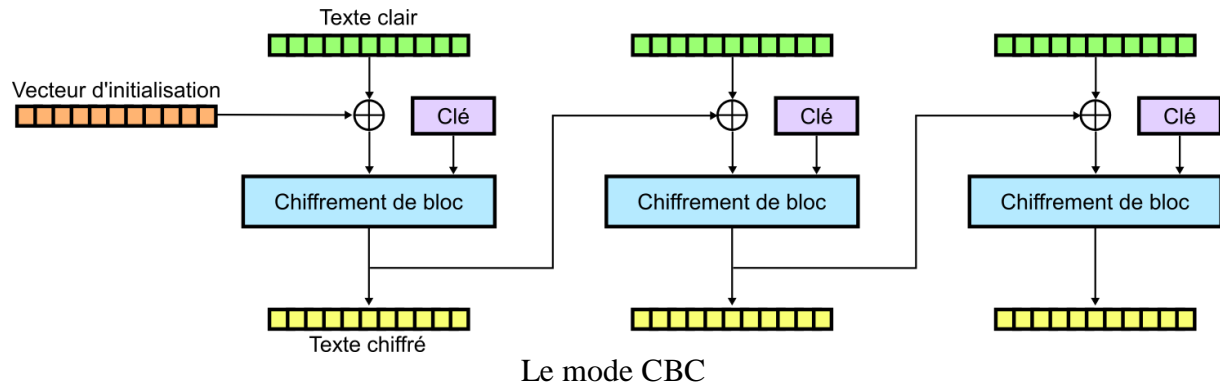 Texte clair
Vecteur d'initialisation
Clé
Clé
Clé
Chiffrement de bloc
Chiffrement de bloc
Chiffrement de bloc
Texte chiffré
Le mode CBC